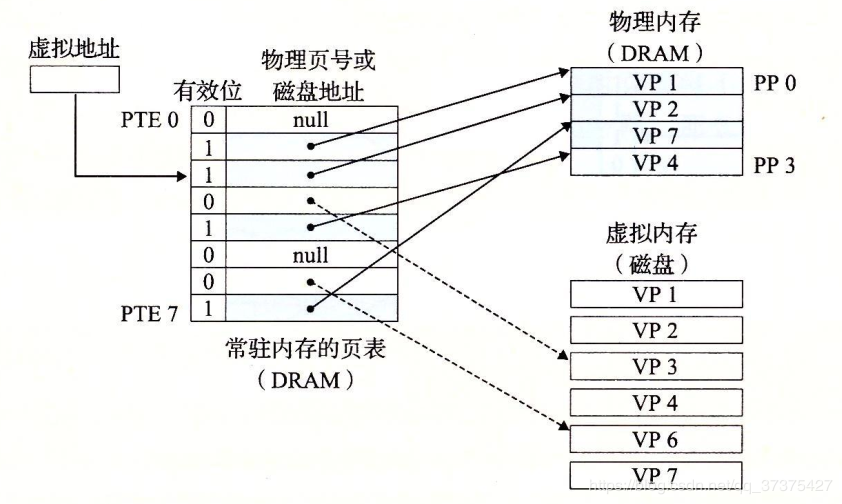 虚拟地址
物理页号或
磁盘地址
有效位
PTE 0
0
null
1
1
0
1
0
null
0
PTE 7
1
常驻内存的页表
(DRAM)
物理内存
(DRAM)
VP 1
PP 0
VP 2
VP 7
VP 4
PP 3
虚拟内存
(磁盘)
VP 1
VP 2
VP 3
VP 4
VP 6
VP 7
https://blog.csdn.net/qq_37375427